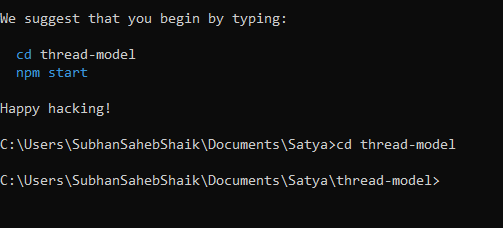 We suggest that you begin by typing:
cd thread-model
npm start
Happy hacking!
C:\Users\SubhanSahebShaik\Documents\Satya>cd thread-model
C:\Users\SubhanSahebShaik\Documents\Satya\thread-model>